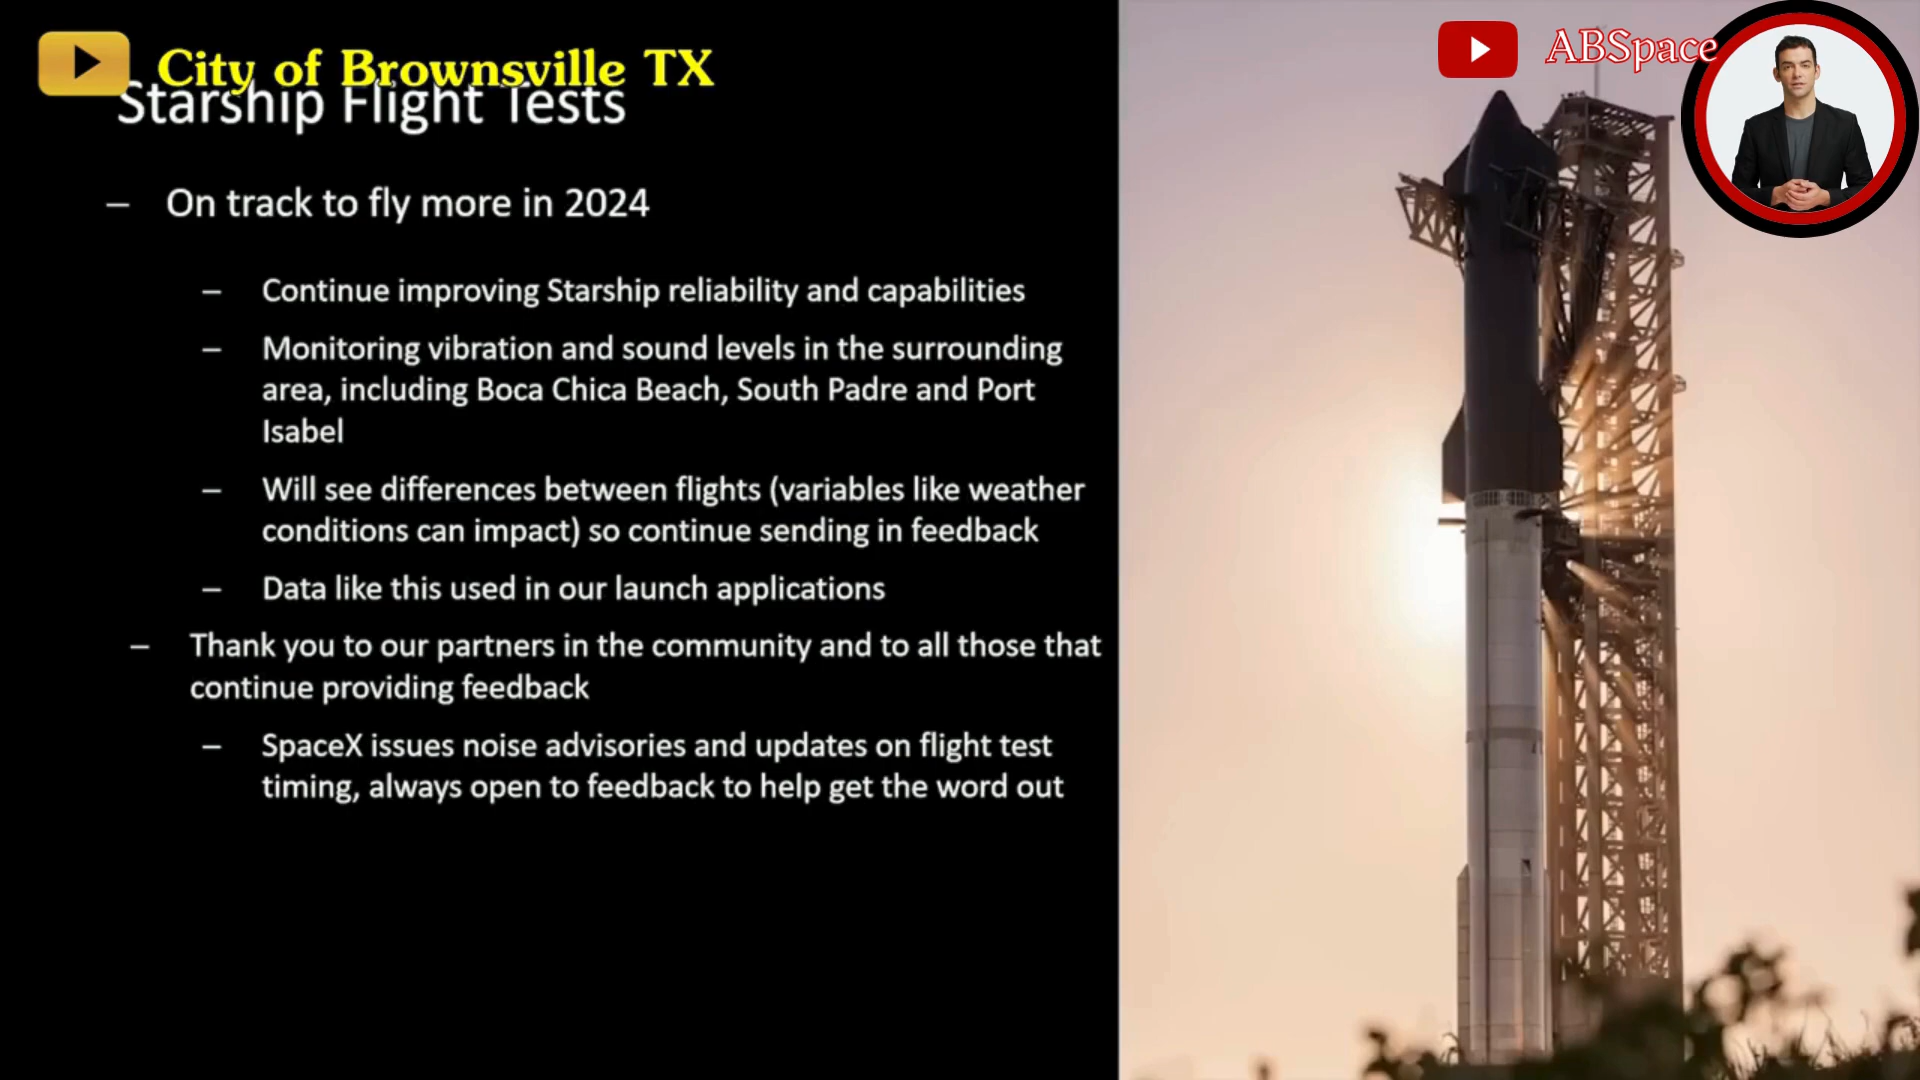 City of Brownsville TX
ABSpace
Starship Flight Tests
– On track to fly more in 2024
– Continue improving Starship reliability and capabilities
– Monitoring vibration and sound levels in the surrounding
area, including Boca Chica Beach, South Padre and Port
Isabel
– Will see differences between flights (variables like weather
conditions can impact) so continue sending in feedback
– Data like this used in our launch applications
– Thank you to our partners in the community and to all those that
continue providing feedback
– SpaceX issues noise advisories and updates on flight test
timing, always open to feedback to help get the word out